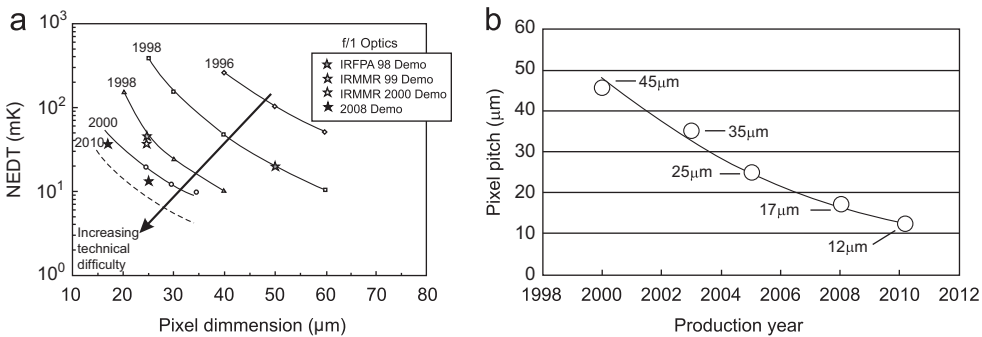 a
10³
10²
10¹
10⁰
NEDT (mK)
1998
1996
1998
2000
2010
f/1 Optics
IRFPA 98 Demo
IRMMR 99 Demo
IRMMR 2000 Demo
2008 Demo
Increasing
technical
difficulty
10 20 30 40 50 60 70 80
Pixel dimmension (µm)
b
60
50
40
30
20
10
0
Pixel pitch (µm)
45µm
35µm
25µm
17µm
12µm
1998 2000 2002 2004 2006 2008 2010 2012
Production year